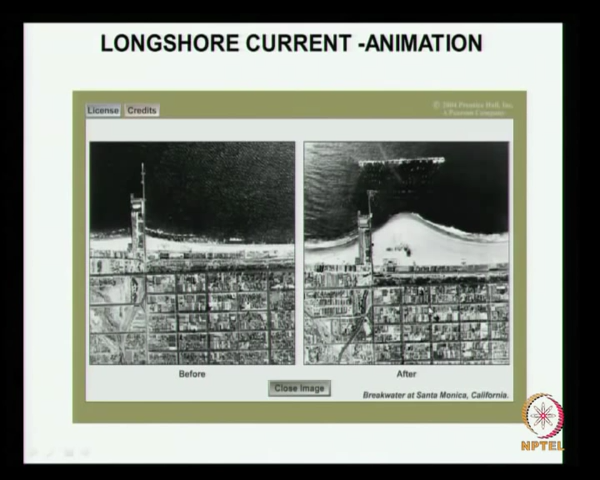 LONGSHORE CURRENT -ANIMATION
License Credits
© 2004 Prentice Hall, Inc.
A Pearson Company
Before
After
Close Image
Breakwater at Santa Monica, California.
NPTEL